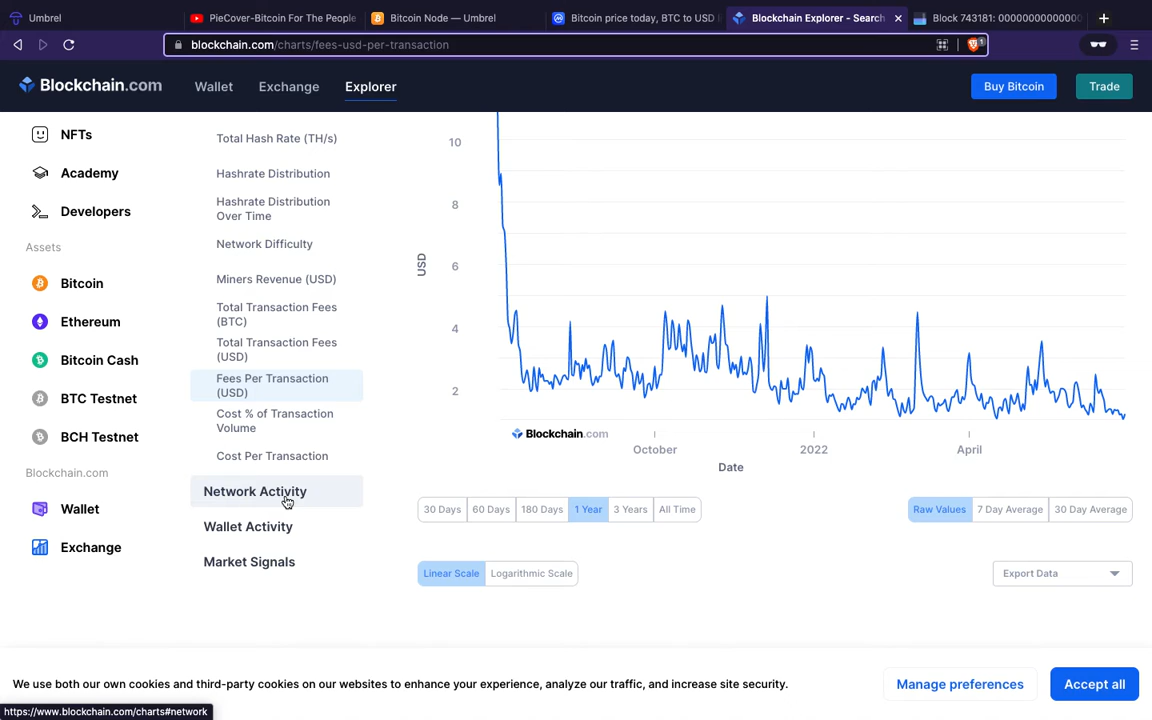 Umbrel
PieCover-Bitcoin For The People
Bitcoin Node — Umbrel
Bitcoin price today, BTC to USD
Blockchain Explorer - Search
Block 743181: 0000000000000
blockchain.com/charts/fees-usd-per-transaction
1
Blockchain.com
Wallet
Exchange
Explorer
Buy Bitcoin
Trade
NFTs
Academy
Developers
Assets
Bitcoin
Ethereum
Bitcoin Cash
BTC Testnet
BCH Testnet
Blockchain.com
Wallet
Exchange
Total Hash Rate (TH/s)
Hashrate Distribution
Hashrate Distribution
Over Time
Network Difficulty
Miners Revenue (USD)
Total Transaction Fees
(BTC)
Total Transaction Fees
(USD)
Fees Per Transaction
(USD)
Cost % of Transaction
Volume
Cost Per Transaction
Network Activity
Wallet Activity
Market Signals
10
8
6
4
2
USD
Blockchain.com
October
2022
April
Date
30 Days
60 Days
180 Days
1 Year
3 Years
All Time
Raw Values
7 Day Average
30 Day Average
Linear Scale
Logarithmic Scale
Export Data
We use both our own cookies and third-party cookies on our websites to enhance your experience, analyze our traffic, and increase site security.
Manage preferences
Accept all
https://www.blockchain.com/charts#network